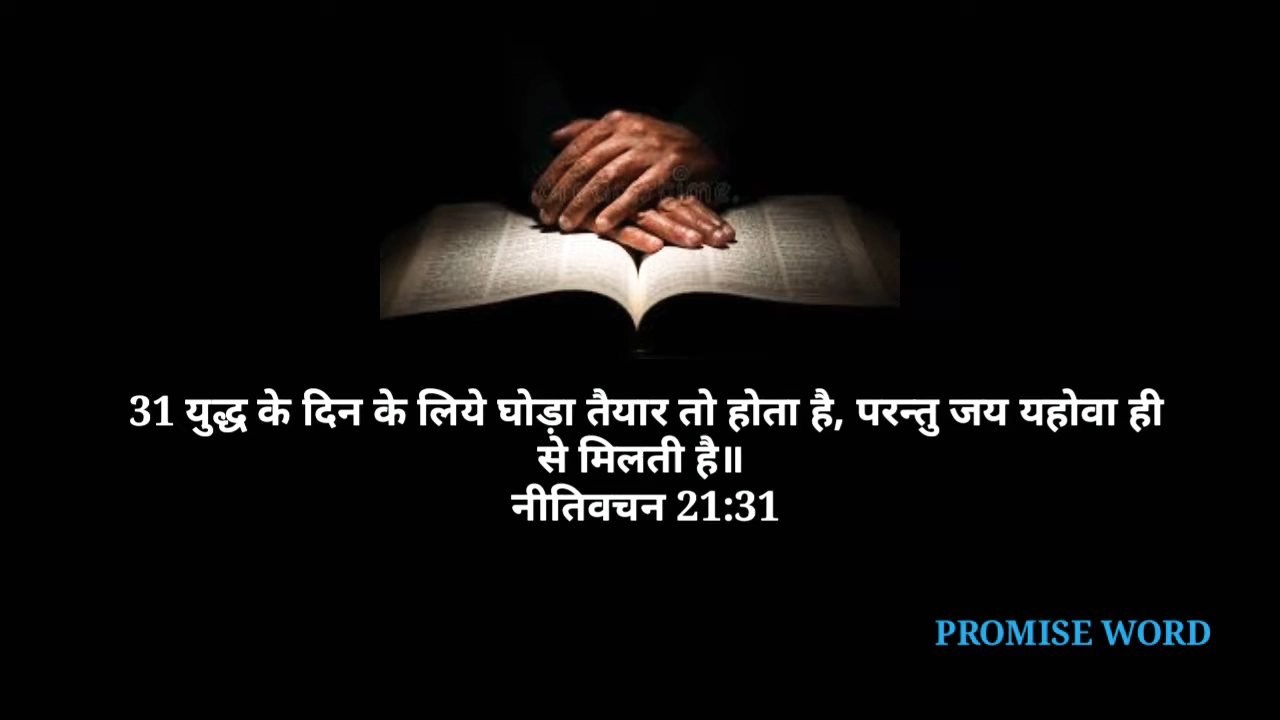 31 युद्ध के दिन के लिये घोड़ा तैयार तो होता है, परन्तु जय यहोवा ही
से मिलती है॥
नीतिवचन 21:31
PROMISE WORD